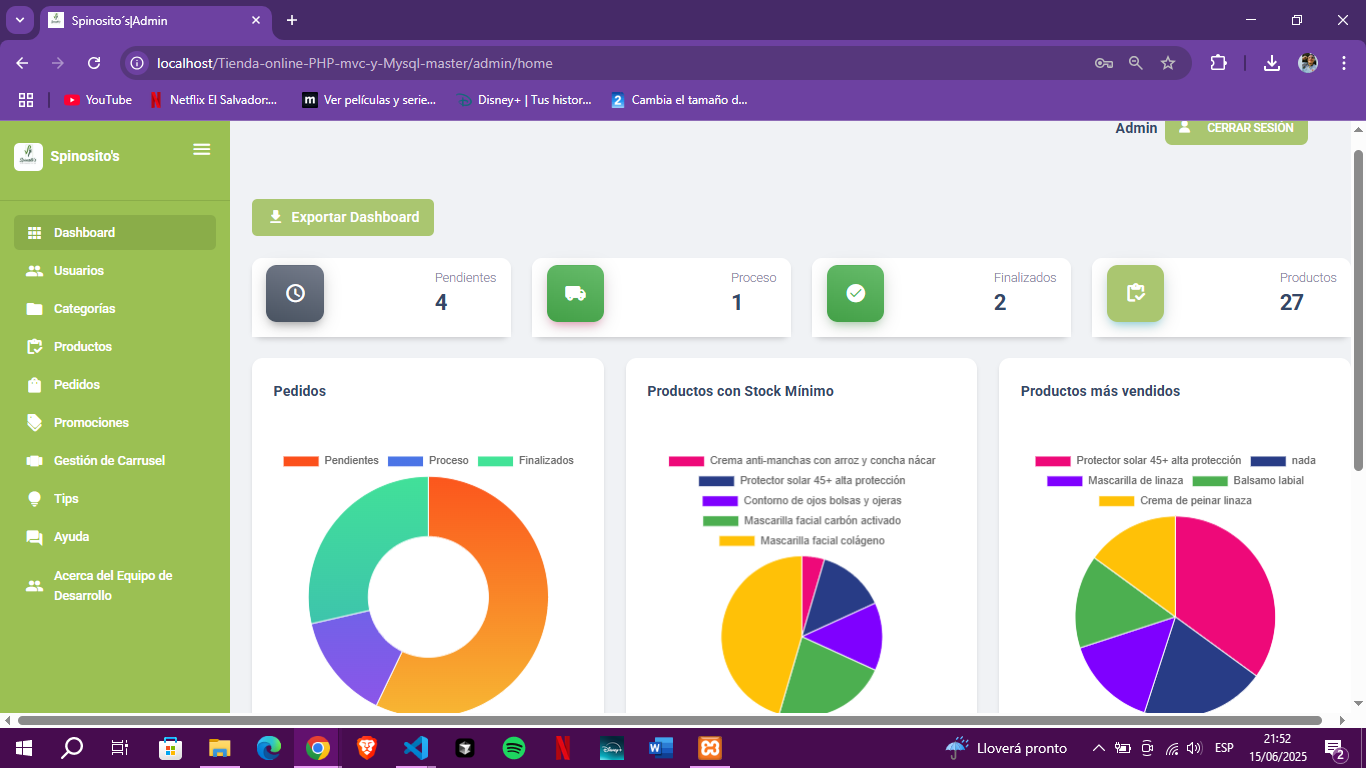 Spinosito´s|Admin
localhost/Tienda-online-PHP-mvc-y-Mysql-master/admin/home
YouTube
Netflix El Salvador:...
Ver películas y serie...
Disney+ | Tus histor...
Cambia el tamaño d...
Spinosito's
Admin
CERRAR SESIÓN
Dashboard
Usuarios
Categorías
Productos
Pedidos
Promociones
Gestión de Carrusel
Tips
Ayuda
Acerca del Equipo de
Desarrollo
Exportar Dashboard
Pendientes
4
Proceso
1
Finalizados
2
Productos
27
Pedidos
Pendientes
Proceso
Finalizados
Productos con Stock Mínimo
Crema anti-manchas con arroz y concha nácar
Protector solar 45+ alta protección
Contorno de ojos bolsas y ojeras
Mascarilla facial carbón activado
Mascarilla facial colágeno
Productos más vendidos
Protector solar 45+ alta protección
nada
Mascarilla de linaza
Balsamo labial
Crema de peinar linaza
Lloverá pronto
ESP
21:52
15/06/2025
2